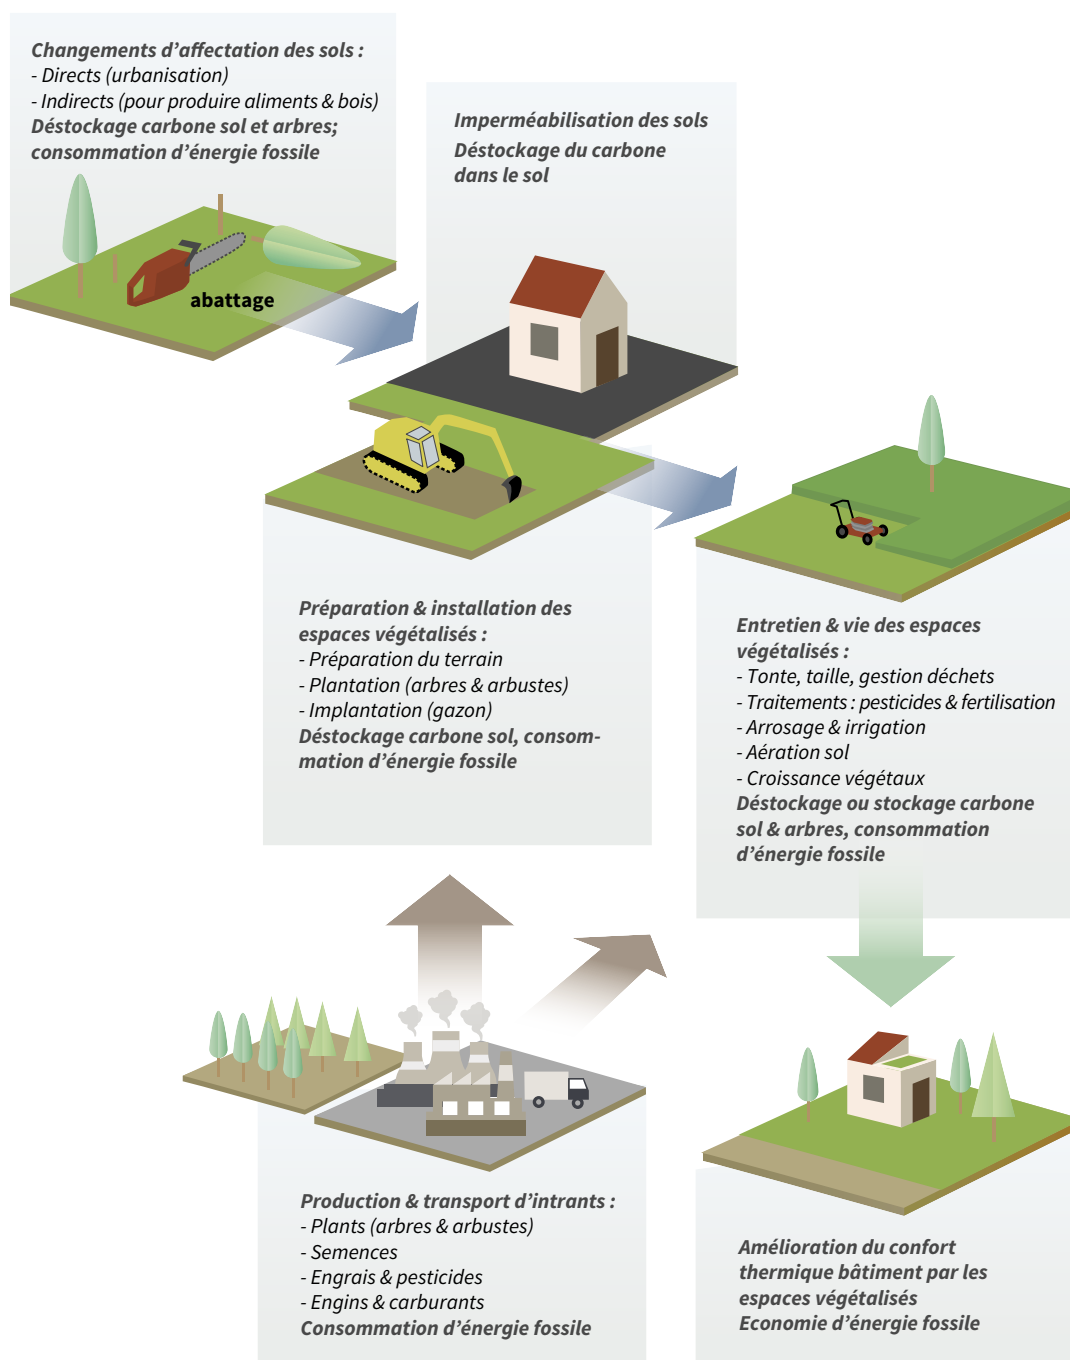 Changements d’affectation des sols :
- Directs (urbanisation)
- Indirects (pour produire aliments & bois)
Déstockage carbone sol et arbres;
consommation d’énergie fossile
abattage
Imperméabilisation des sols
Déstockage du carbone
dans le sol
Préparation & installation des
espaces végétalisés :
- Préparation du terrain
- Plantation (arbres & arbustes)
- Implantation (gazon)
Déstockage carbone sol, consom-
mation d’énergie fossile
Entretien & vie des espaces
végétalisés :
- Tonte, taille, gestion déchets
- Traitements : pesticides & fertilisation
- Arrosage & irrigation
- Aération sol
- Croissance végétaux
Déstockage ou stockage carbone
sol & arbres, consommation
d’énergie fossile
Production & transport d’intrants :
- Plants (arbres & arbustes)
- Semences
- Engrais & pesticides
- Engins & carburants
Consommation d’énergie fossile
Amélioration du confort
thermique bâtiment par les
espaces végétalisés
Economie d’énergie fossile